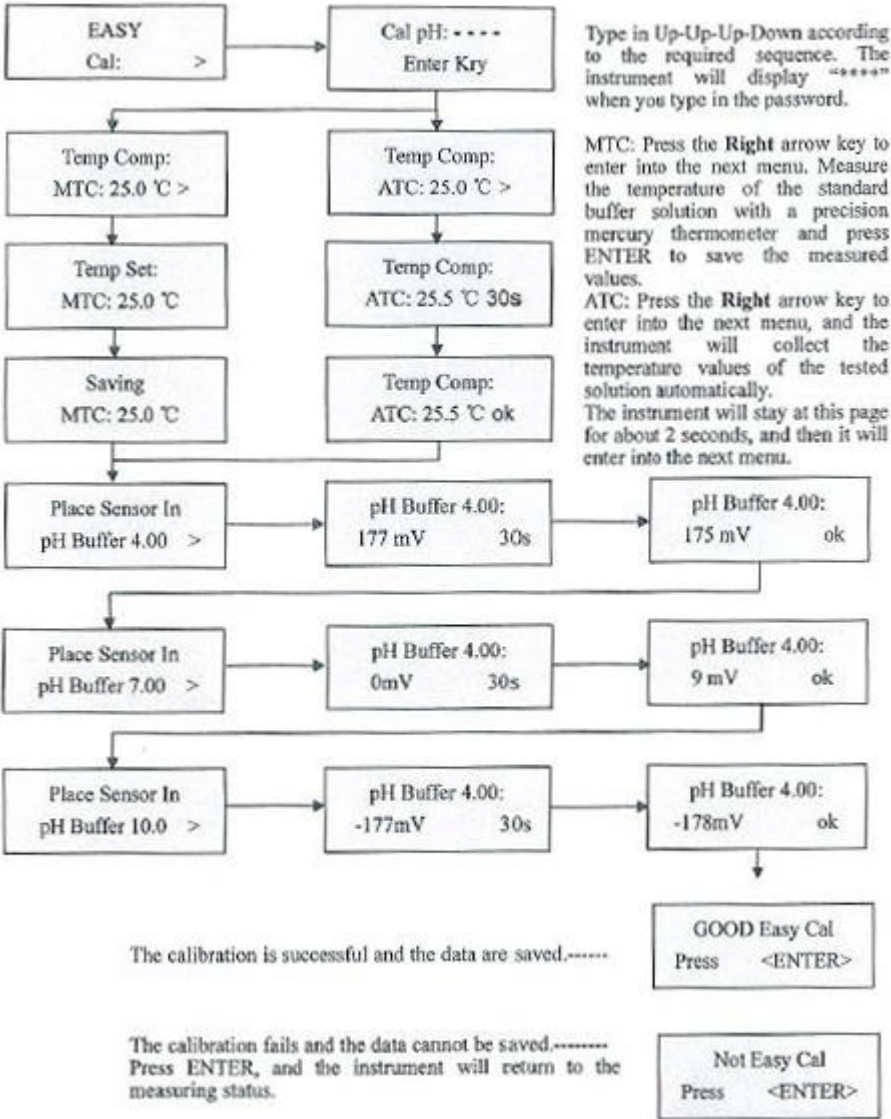 EASY
Cal: >
Cal pH: - - - -
Enter Kry
Type in Up-Up-Up-Down according
to the required sequence. The
instrument will display "****"
when you type in the password.
Temp Comp:
MTC: 25.0 ℃ >
Temp Comp:
ATC: 25.0 ℃ >
MTC: Press the Right arrow key to
enter into the next menu. Measure
the temperature of the standard
buffer solution with a precision
mercury thermometer and press
ENTER to save the measured
values.
Temp Set:
MTC: 25.0 ℃
Temp Comp:
ATC: 25.5 ℃ 30s
ATC: Press the Right arrow key to
enter into the next menu, and the
instrument will collect the
temperature values of the tested
solution automatically.
Saving
MTC: 25.0 ℃
Temp Comp:
ATC: 25.5 ℃ ok
The instrument will stay at this page
for about 2 seconds, and then it will
enter into the next menu.
Place Sensor In
pH Buffer 4.00 >
pH Buffer 4.00:
177 mV 30s
pH Buffer 4.00:
175 mV ok
Place Sensor In
pH Buffer 7.00 >
pH Buffer 4.00:
0mV 30s
pH Buffer 4.00:
9 mV ok
Place Sensor In
pH Buffer 10.0 >
pH Buffer 4.00:
-177mV 30s
pH Buffer 4.00:
-178mV ok
The calibration is successful and the data are saved.------
GOOD Easy Cal
Press <ENTER>
The calibration fails and the data cannot be saved.--------
Press ENTER, and the instrument will return to the
measuring status.
Not Easy Cal
Press <ENTER>